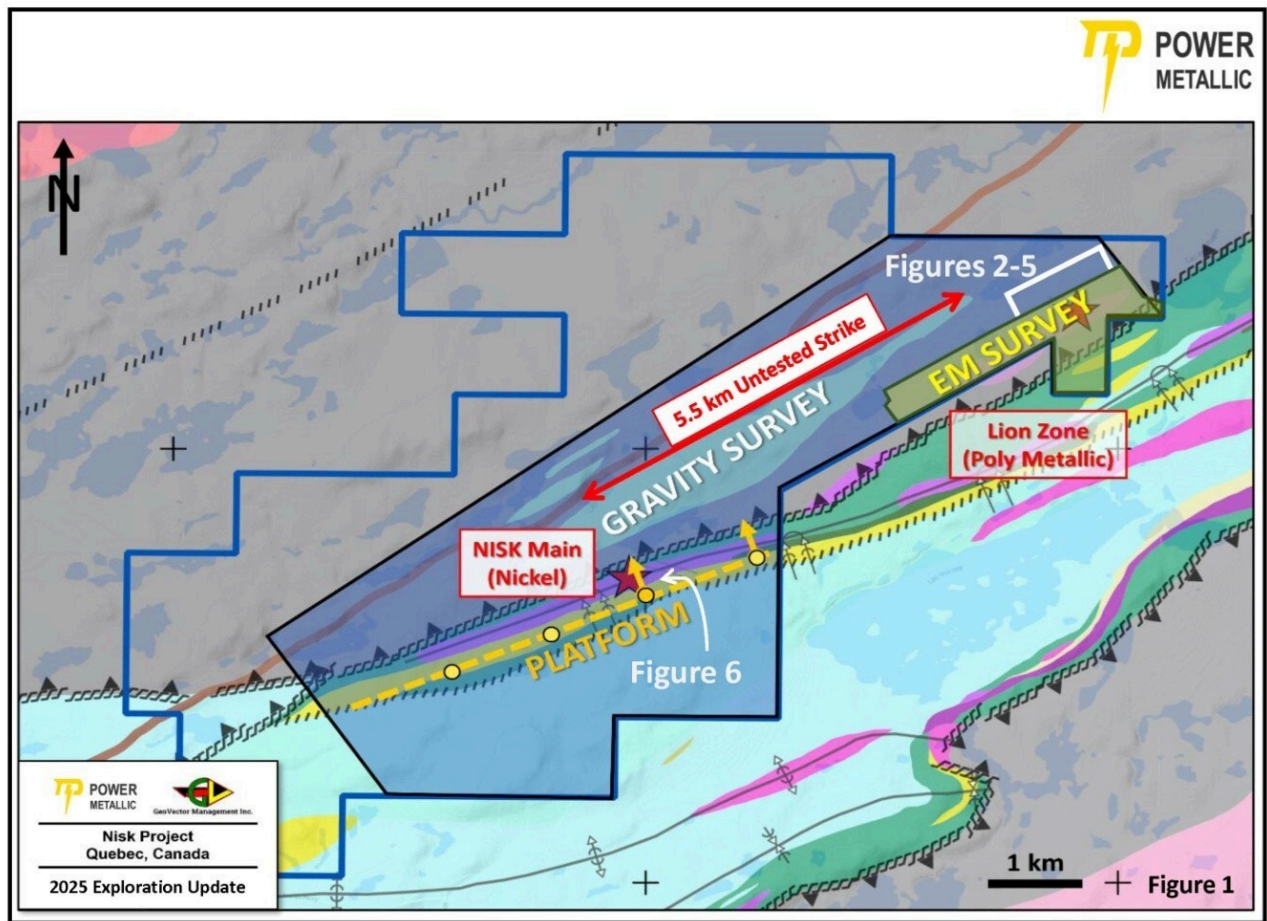 POWER
METALLIC
N
Figures 2-5
5.5 km Untested Strike
EM SURVEY
GRAVITY SURVEY
Lion Zone
(Poly Metallic)
NISK Main
(Nickel)
PLATFORM
Figure 6
POWER
METALLIC
GeoVector Management Inc.
Nisk Project
Quebec, Canada
2025 Exploration Update
1 km
Figure 1